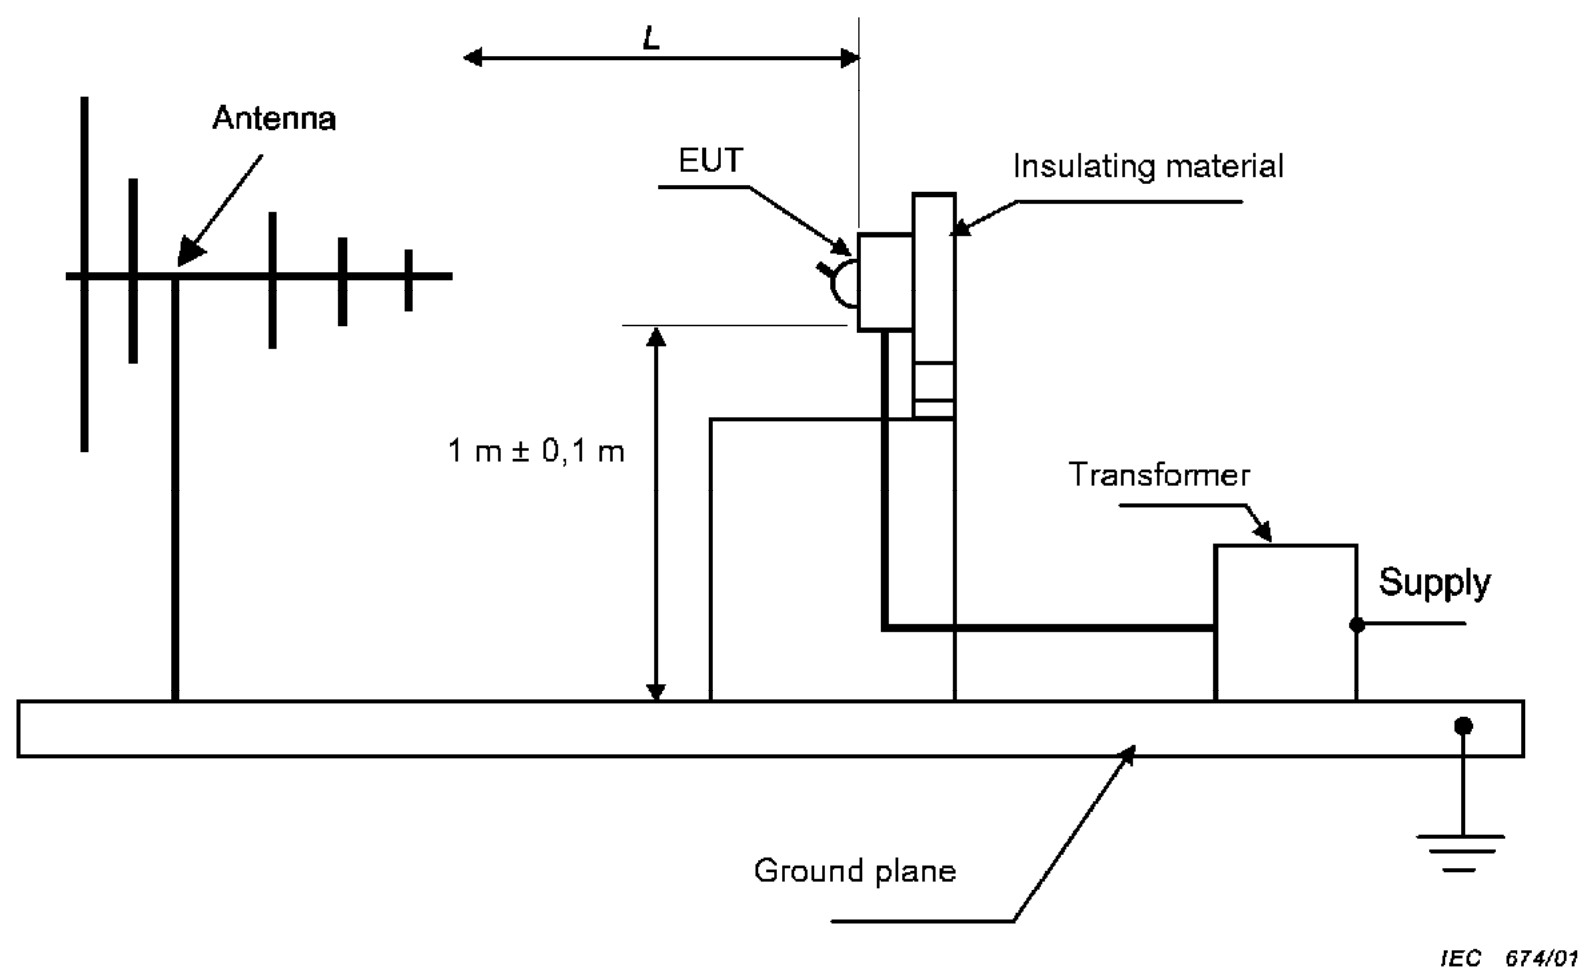 L
Antenna
EUT
Insulating material
1 m ± 0,1 m
Transformer
Supply
Ground plane
IEC 674/01